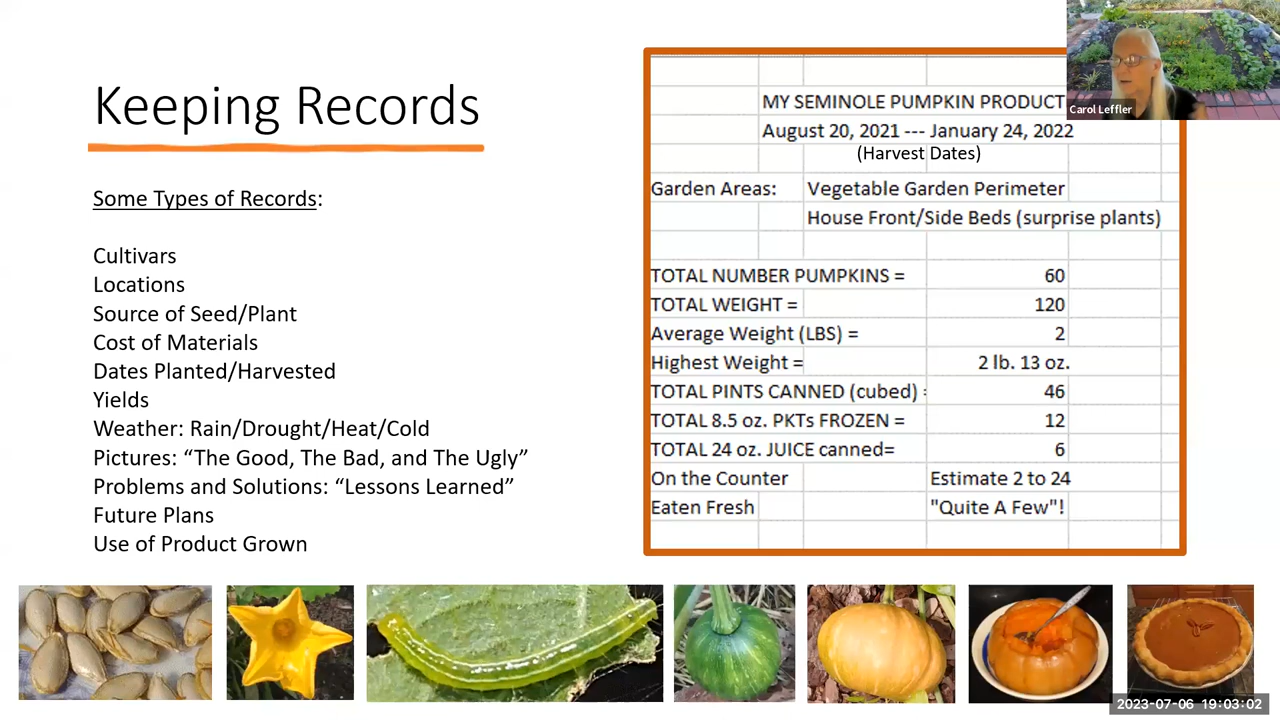 Keeping Records
Some Types of Records:
Cultivars
Locations
Source of Seed/Plant
Cost of Materials
Dates Planted/Harvested
Yields
Weather: Rain/Drought/Heat/Cold
Pictures: “The Good, The Bad, and The Ugly”
Problems and Solutions: “Lessons Learned”
Future Plans
Use of Product Grown
MY SEMINOLE PUMPKIN PRODUCT
August 20, 2021 --- January 24, 2022
(Harvest Dates)
Garden Areas: Vegetable Garden Perimeter
House Front/Side Beds (surprise plants)
TOTAL NUMBER PUMPKINS = 60
TOTAL WEIGHT = 120
Average Weight (LBS) = 2
Highest Weight = 2 lb. 13 oz.
TOTAL PINTS CANNED (cubed) : 46
TOTAL 8.5 oz. PKTs FROZEN = 12
TOTAL 24 oz. JUICE canned= 6
On the Counter Estimate 2 to 24
Eaten Fresh "Quite A Few"!
Carol Leffler
2023-07-06 19:03:02